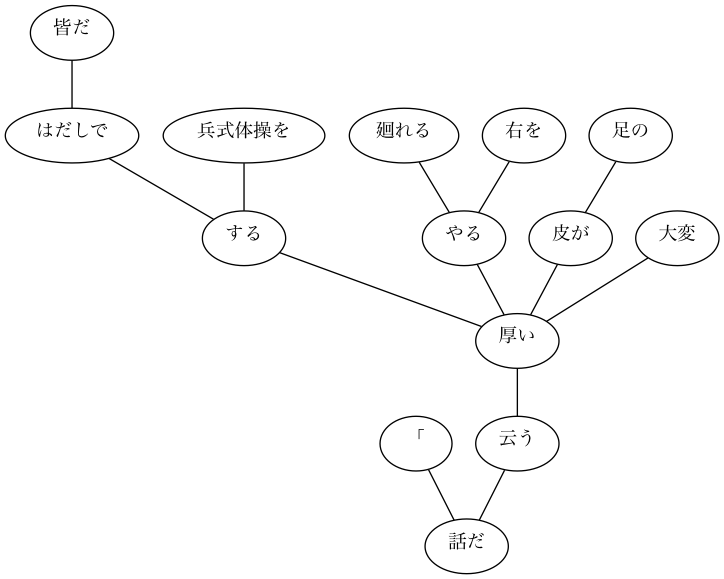 皆だ
はだしで
兵式体操を
廻れる
右を
足の
する
やる
皮が
大変
厚い
「
云う
話だ